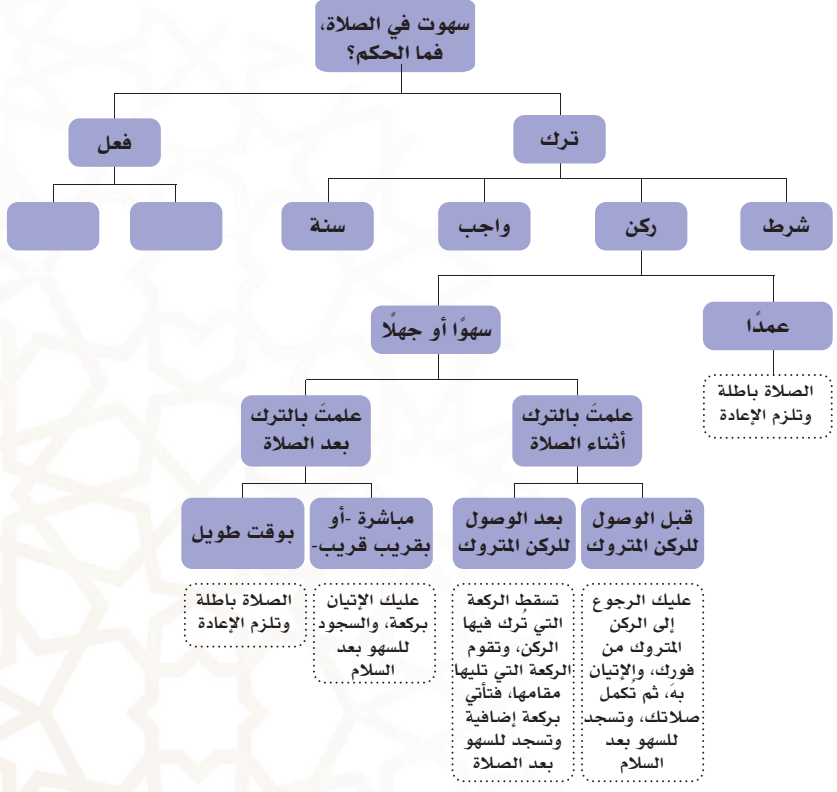 سهوت في الصلاة،
فما الحكم؟
ترك
فعل
شرط
ركن
واجب
سنة
عمدًا
سهوًا أو جهلًا
الصلاة باطلة
وتلزم الإعادة
علمتَ بالترك
أثناء الصلاة
علمتَ بالترك
بعد الصلاة
قبل الوصول
للركن المتروك
بعد الوصول
للركن المتروك
مباشرة -أو
بقريب قريب-
بوقت طويل
عليك الرجوع
إلى الركن
المتروك من
فورك، والإتيان
به، ثم تُكمل
صلاتك، وتسجد
للسهو بعد
السلام
تسقط الركعة
التي تُرك فيها
الركن، وتقوم
الركعة التي تليها
مقامها، فتأتي
بركعة إضافية
وتسجد للسهو
بعد الصلاة
عليك الإتيان
بركعة، والسجود
للسهو بعد
السلام
الصلاة باطلة
وتلزم الإعادة